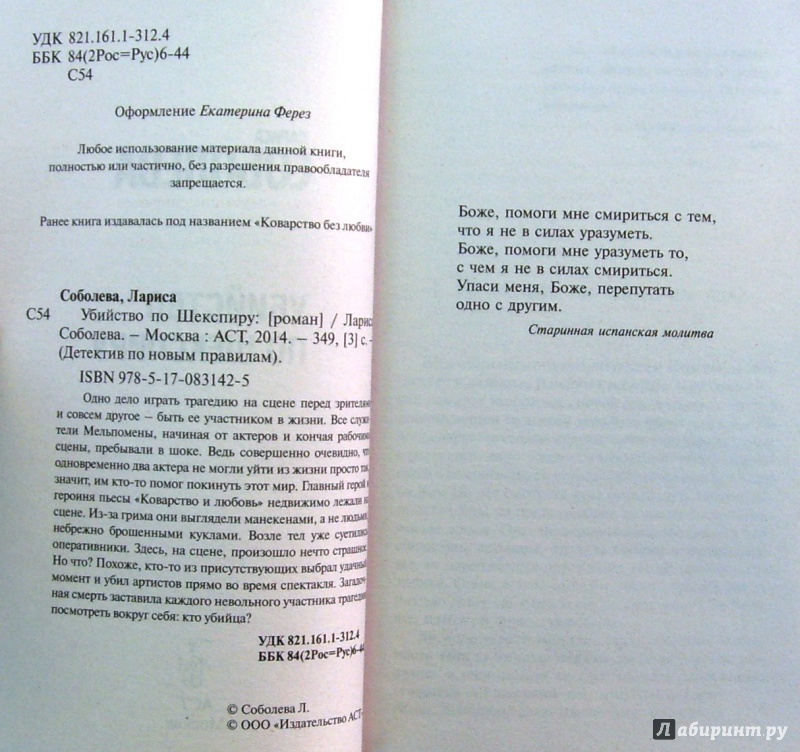 УДК 821.161.1-312.4
ББК 84(2Рос=Рус)6-44
С54
Оформление Екатерина Ферез
Любое использование материала данной книги,
полностью или частично, без разрешения правообладателя
запрещается.
Ранее книга издавалась под названием «Коварство без любви»
Соболева, Лариса
С54 Убийство по Шекспиру: [роман] / Лариса
Соболева. – Москва : АСТ, 2014. – 349, [3] с. –
(Детектив по новым правилам).
ISBN 978-5-17-083142-5
Одно дело играть трагедию на сцене перед зрителями
и совсем другое – быть ее участником в жизни. Все служи
тели Мельпомены, начиная от актеров и кончая рабочими
сцены, пребывали в шоке. Ведь совершенно очевидно, что
одновременно два актера не могли уйти из жизни просто так,
значит, им кто-то помог покинуть этот мир. Главный герой и
героиня пьесы «Коварство и любовь» недвижимо лежали на
сцене. Из-за грима они выглядели манекенами, а не людьми,
небрежно брошенными куклами. Возле тел уже суетились
оперативники. Здесь, на сцене, произошло нечто страшное.
Но что? Похоже, кто-то из присутствующих выбрал удачный
момент и убил артистов прямо во время спектакля. Загадоч-
ная смерть заставила каждого невольного участника трагедии
посмотреть вокруг себя: кто убийца?
УДК 821.161.1-312.4
ББК 84(2Рос=Рус)6-44
© Соболева Л.
© ООО «Издательство АСТ»
Боже, помоги мне смириться с тем,
что я не в силах уразуметь.
Боже, помоги мне уразуметь то,
с чем я не в силах смириться.
Упаси меня, Боже, перепутать
одно с другим.
Старинная испанская молитва
Лабиринт.ру